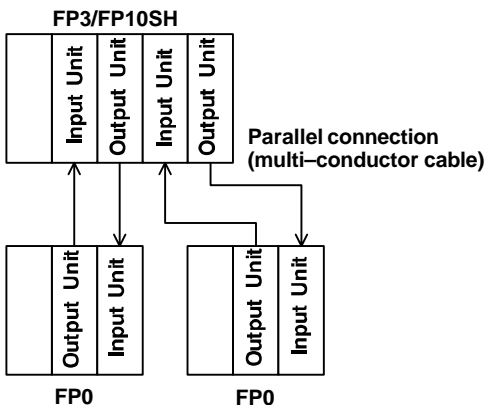 FP3/FP10SH
Input Unit
Output Unit
Input Unit
Output Unit
Parallel connection
(multi–conductor cable)
Output Unit
Input Unit
Output Unit
Input Unit
FP0
FP0